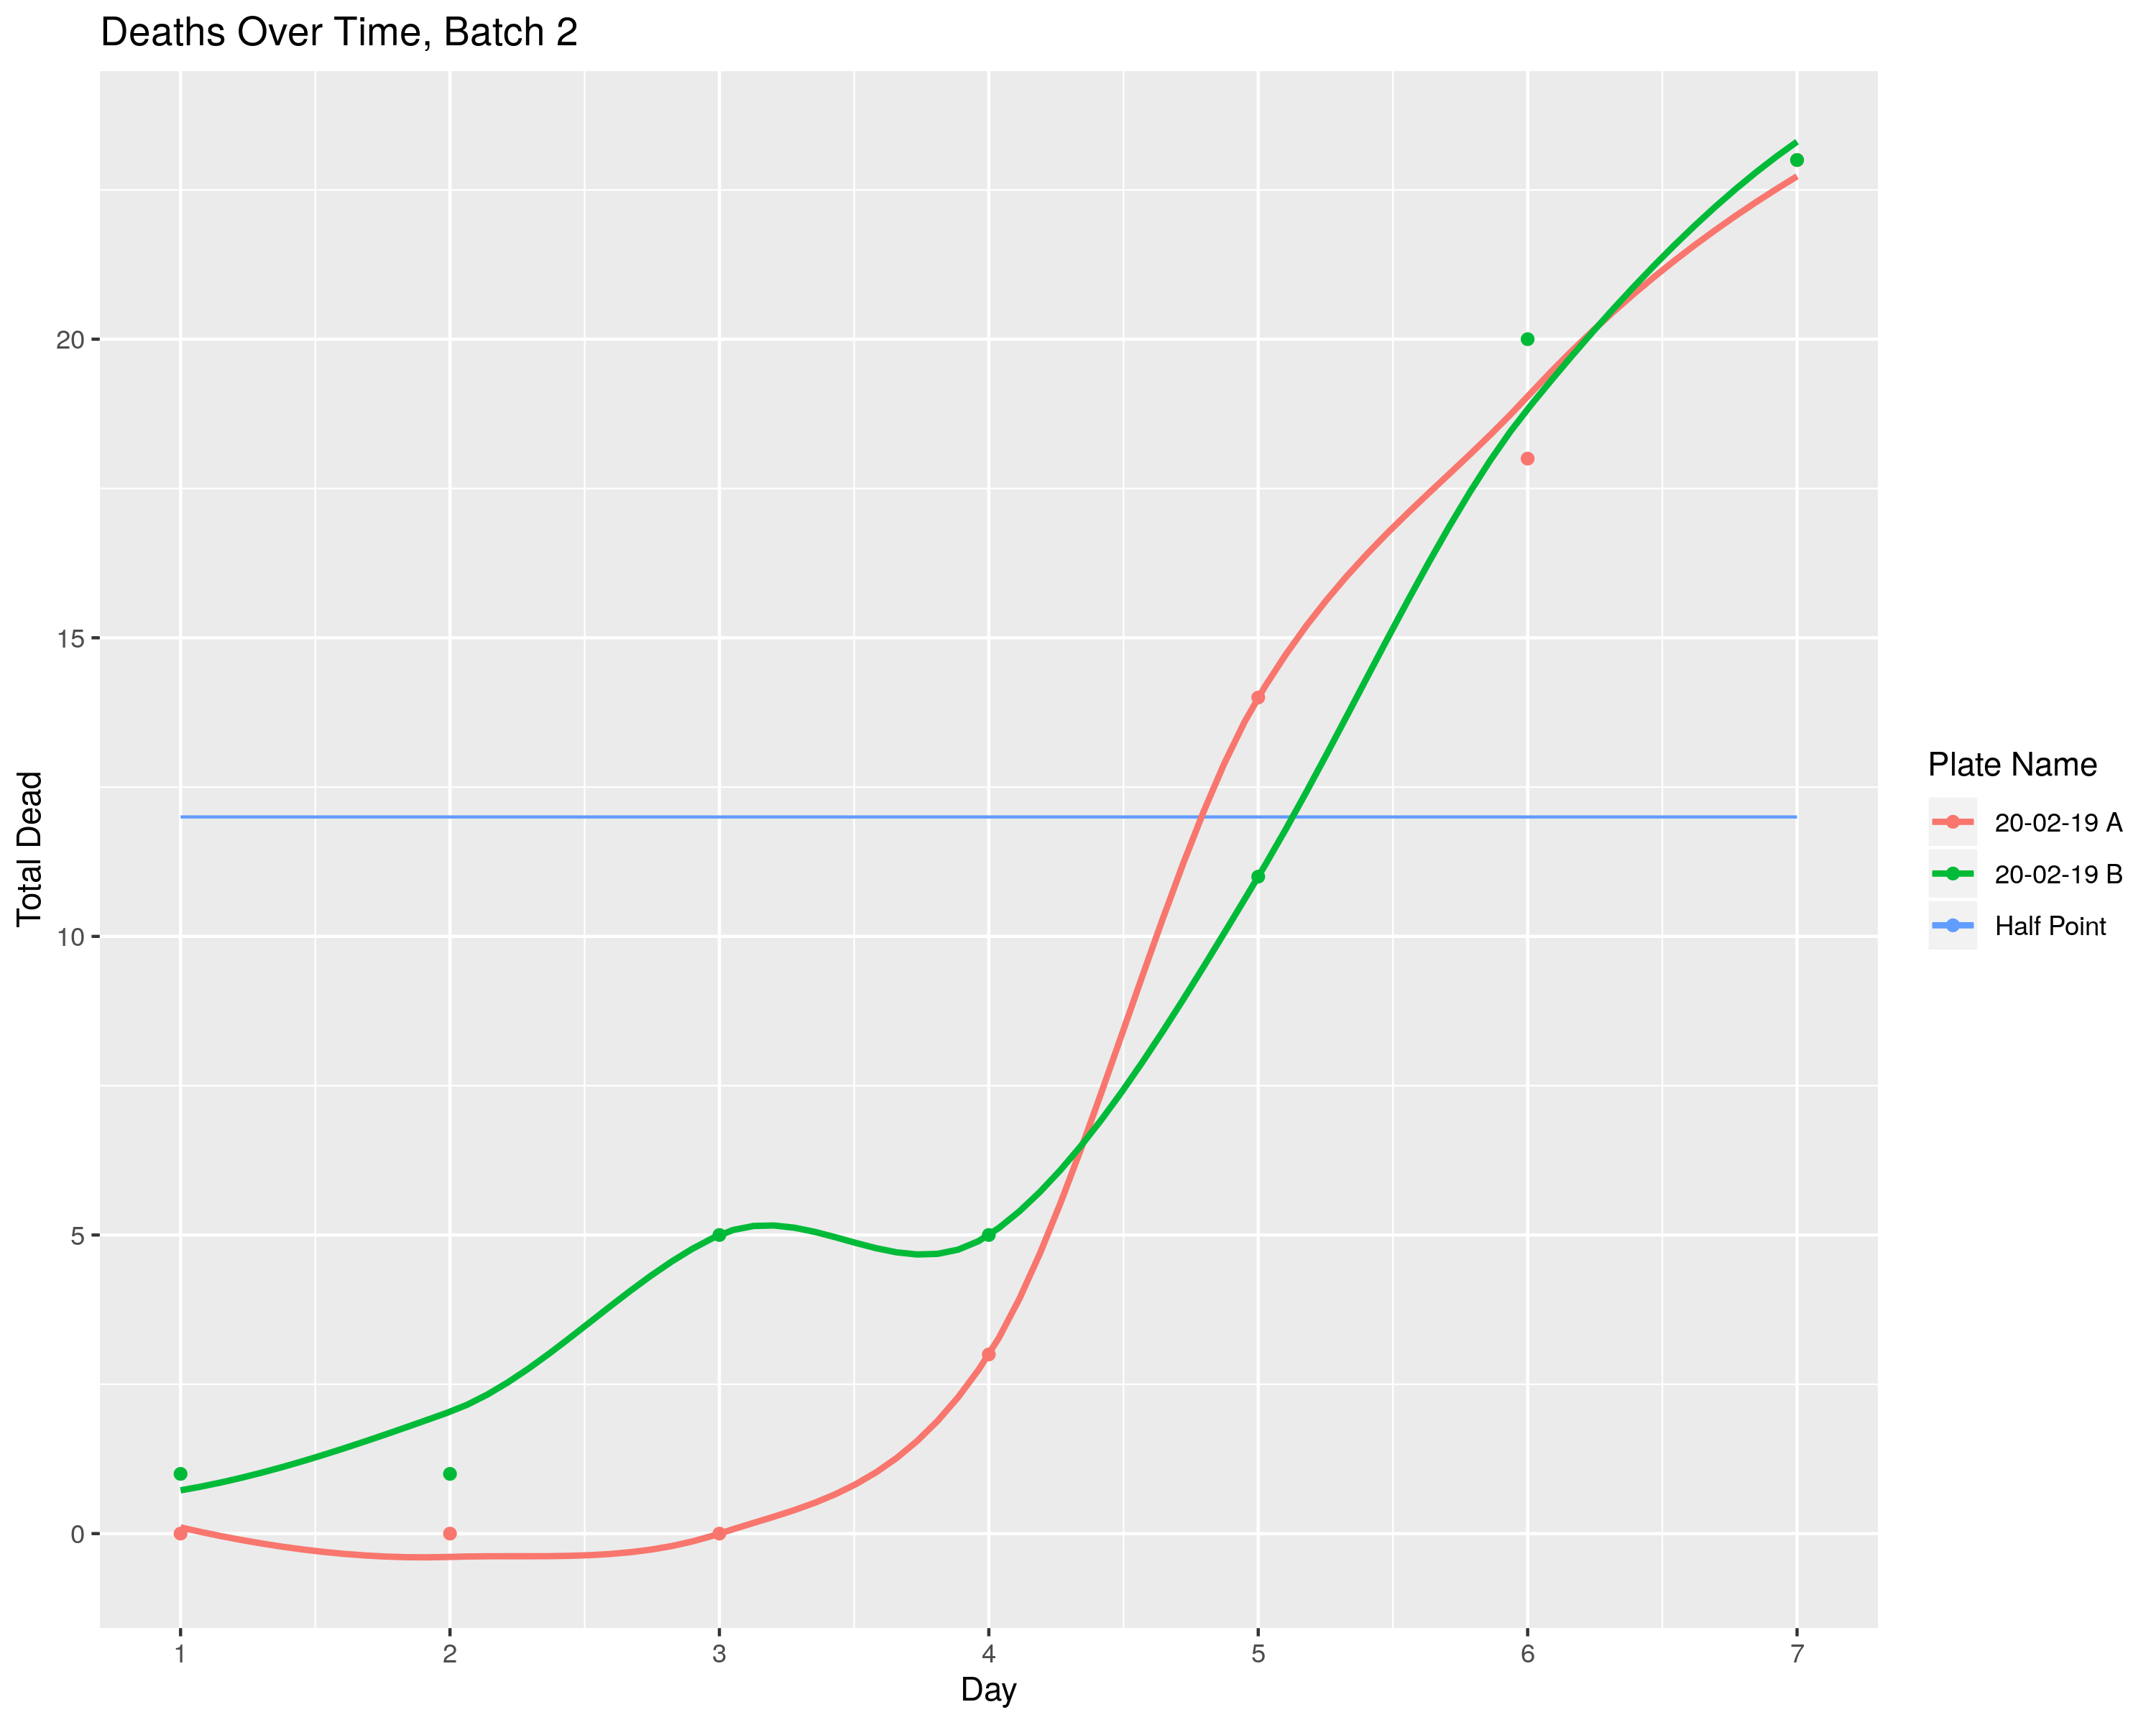 Deaths Over Time, Batch 2
Total Dead
20
15
10
5
0
1 2 3 4 5 6 7
Day
Plate Name
20-02-19 A
20-02-19 B
Half Point